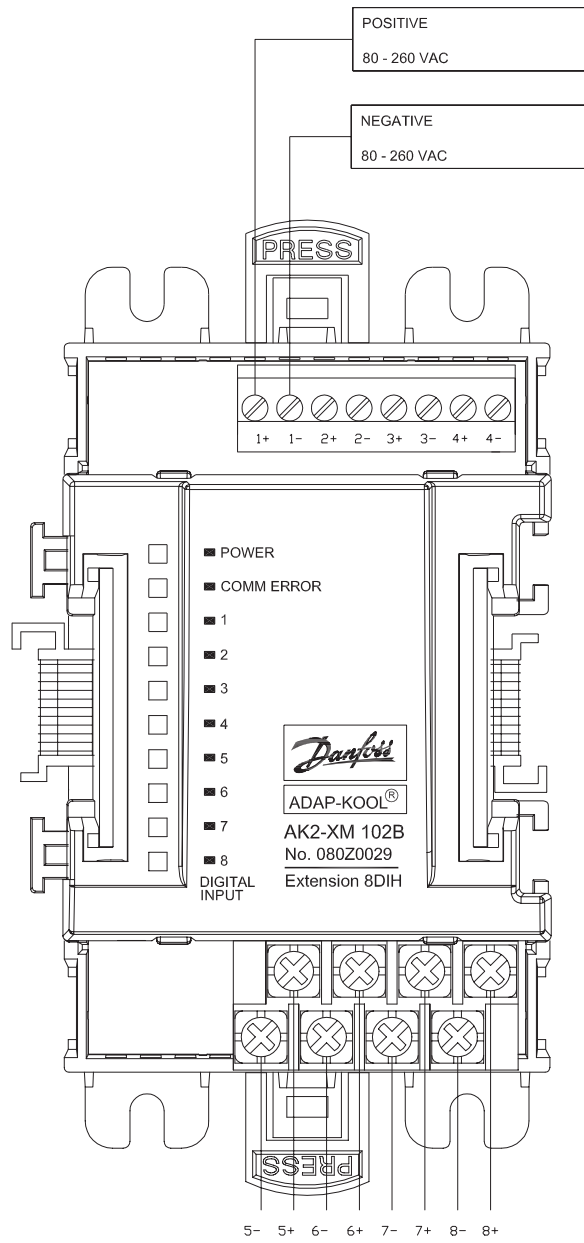 POSITIVE
80 - 260 VAC
NEGATIVE
80 - 260 VAC
PRESS
1+ 1- 2+ 2- 3+ 3- 4+ 4-
POWER
COMM ERROR
1
2
3
4
5
6
7
8
DIGITAL
INPUT
Danfoss
ADAP-KOOL®
AK2-XM 102B
No. 080Z0029
Extension 8DIH
PRESS
5- 5+ 6- 6+ 7- 7+ 8- 8+